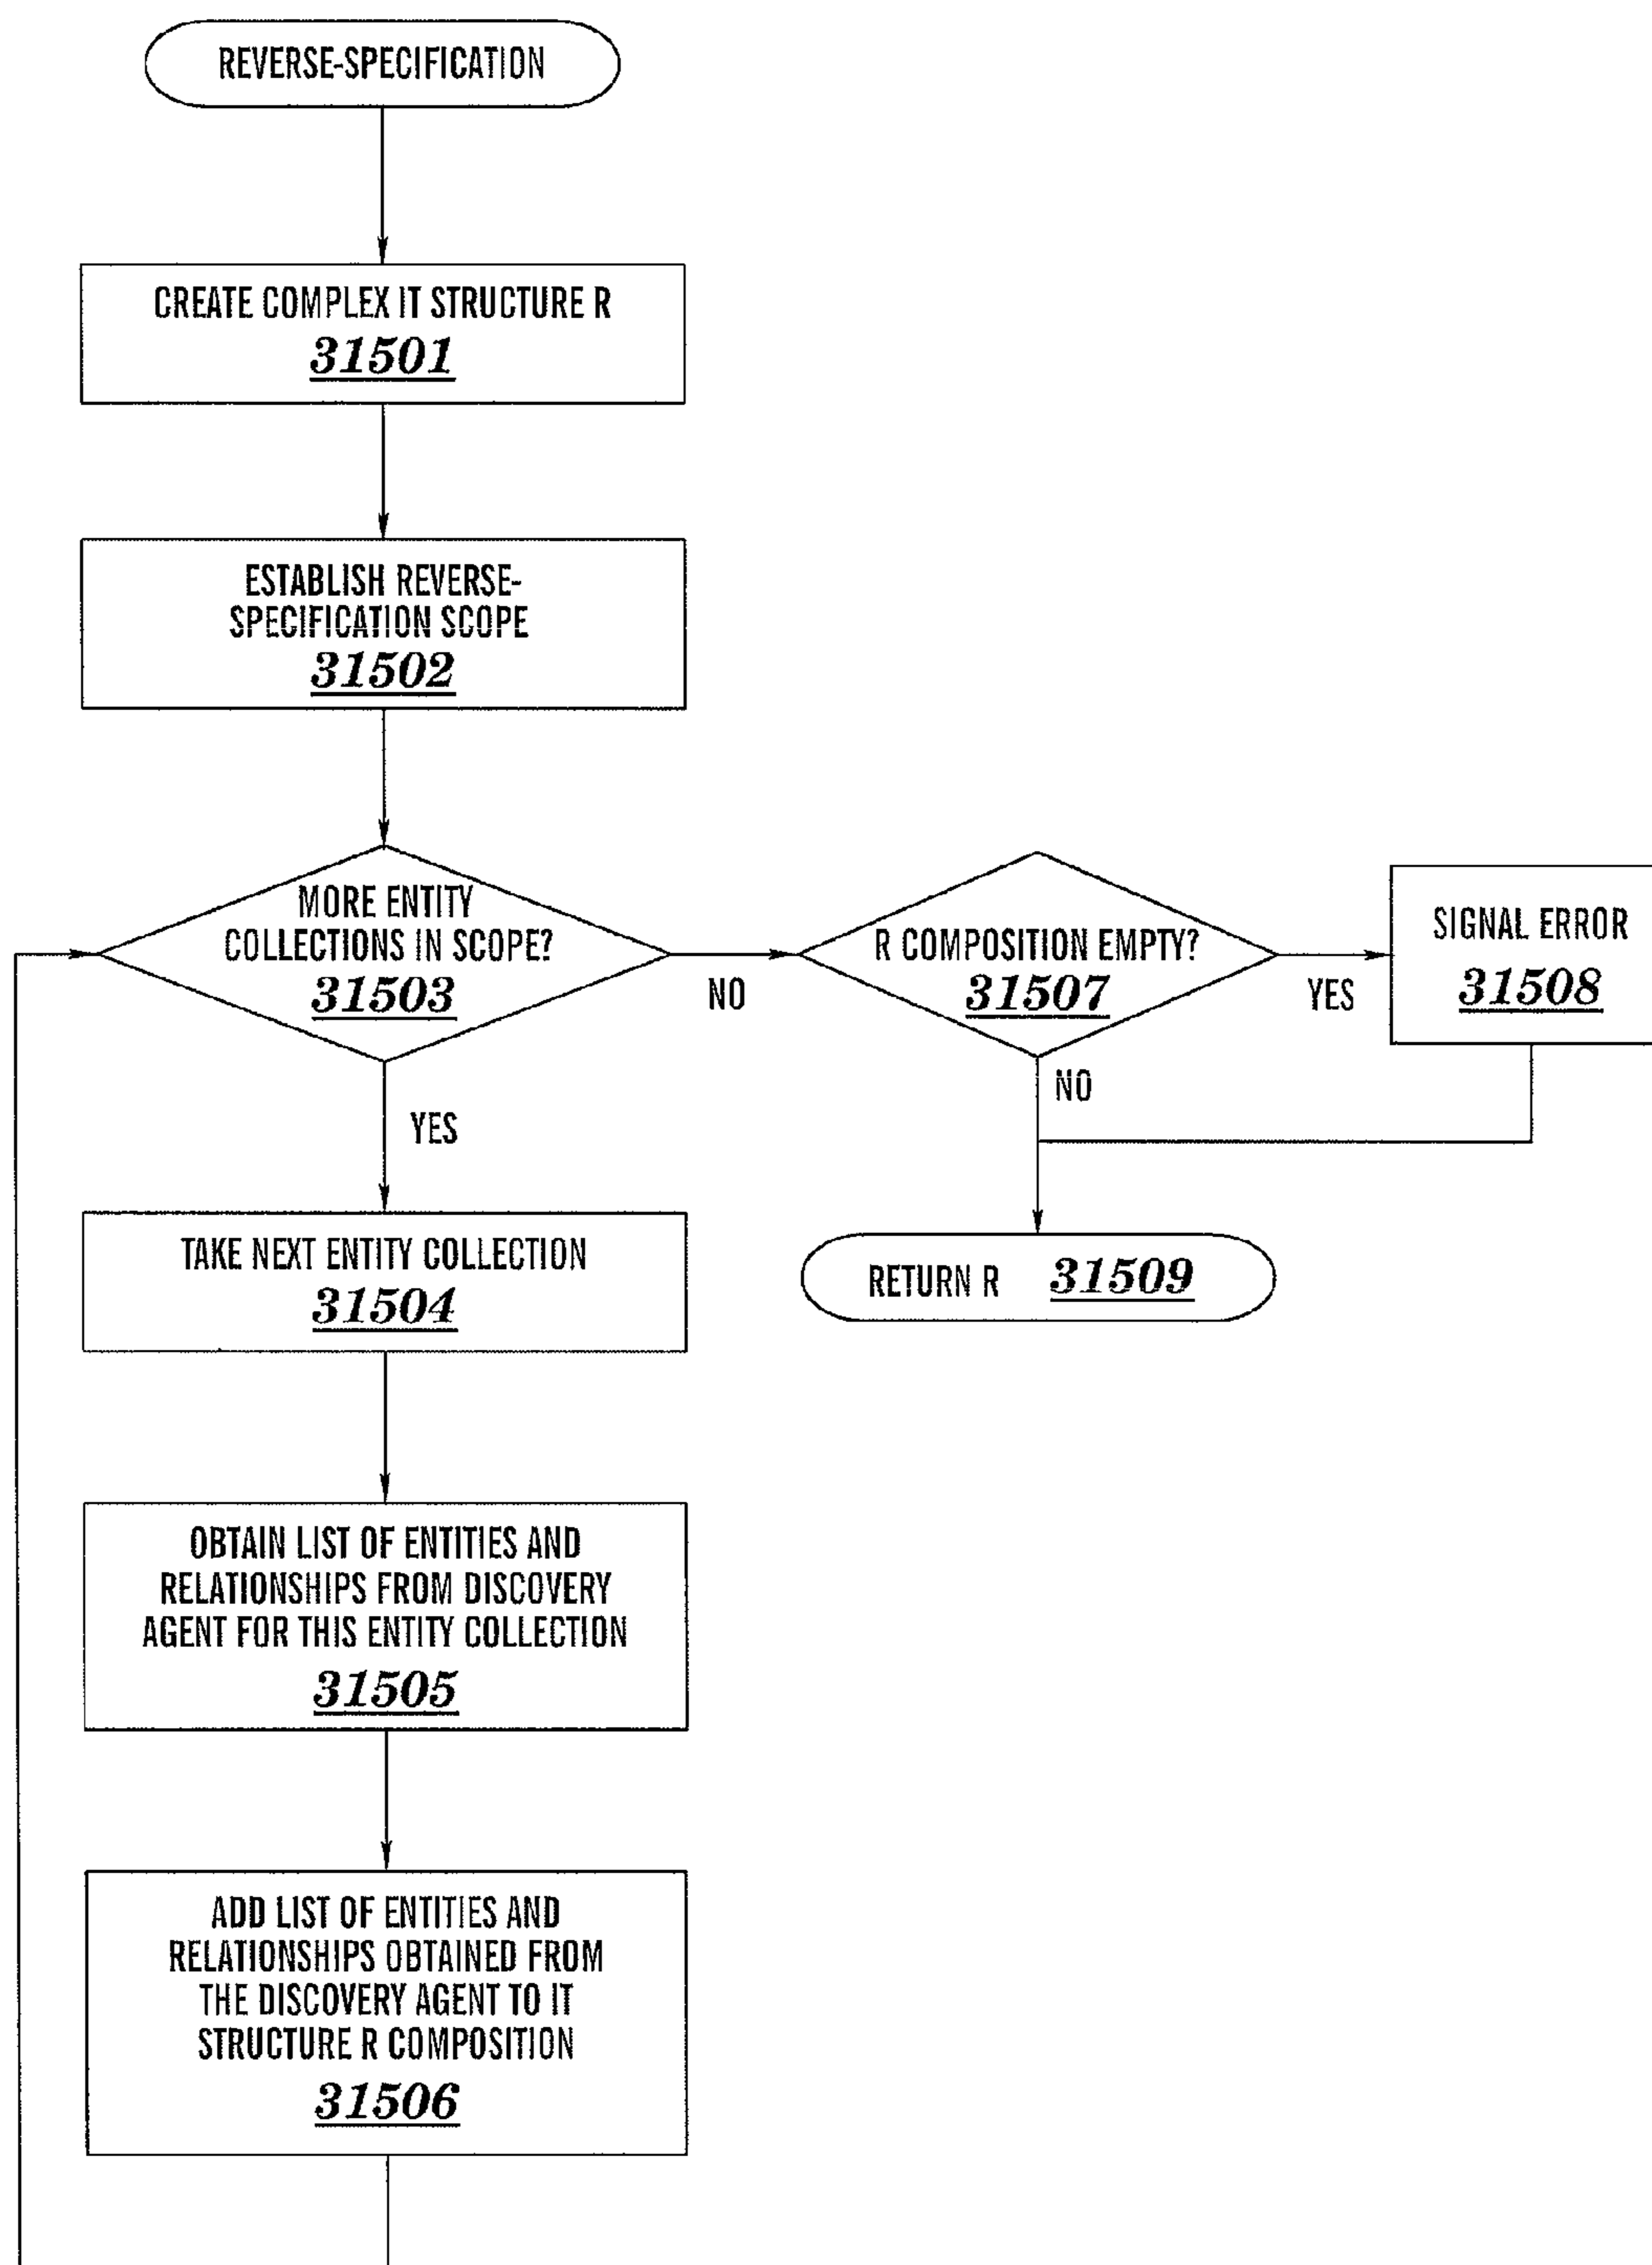 REVERSE-SPECIFICATION
CREATE COMPLEX IT STRUCTURE R
31501
ESTABLISH REVERSE-
SPECIFICATION SCOPE
31502
MORE ENTITY
COLLECTIONS IN SCOPE?
31503
NO
R COMPOSITION EMPTY?
31507
YES
SIGNAL ERROR
31508
NO
YES
RETURN R 31509
TAKE NEXT ENTITY COLLECTION
31504
OBTAIN LIST OF ENTITIES AND
RELATIONSHIPS FROM DISCOVERY
AGENT FOR THIS ENTITY COLLECTION
31505
ADD LIST OF ENTITIES AND
RELATIONSHIPS OBTAINED FROM
THE DISCOVERY AGENT TO IT
STRUCTURE R COMPOSITION
31506